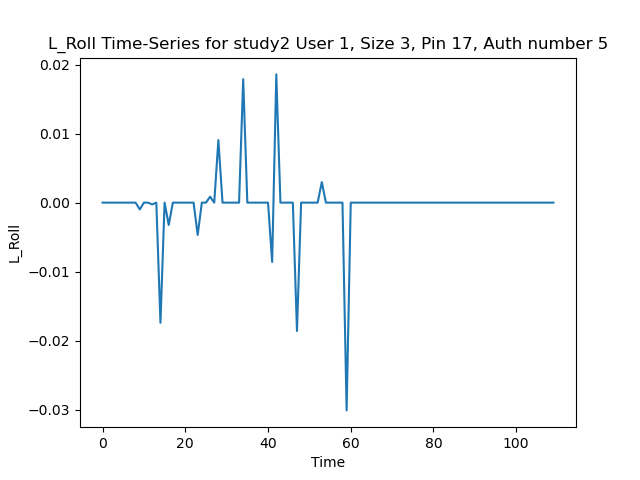 L_Roll Time-Series for study2 User 1, Size 3, Pin 17, Auth number 5
0.02
0.01
0.00
−0.01
−0.02
−0.03
L_Roll
0 20 40 60 80 100
Time